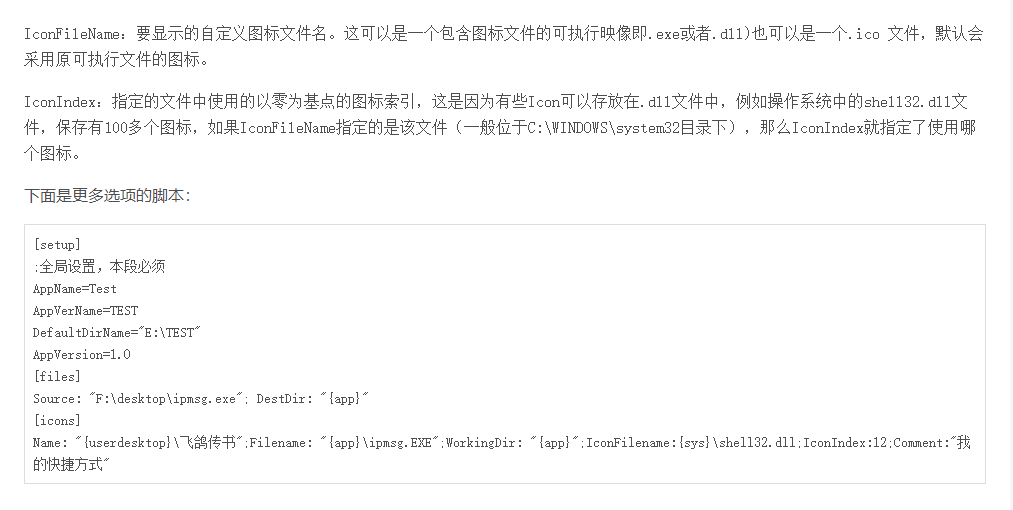 IconFileName：要显示的自定义图标文件名。这可以是一个包含图标文件的可执行映像即.exe或者.dll)也可以是一个.ico 文件，默认会
采用原可执行文件的图标。
IconIndex：指定的文件中使用的以零为基点的图标索引，这是因为有些Icon可以存放在.dll文件中，例如操作系统中的shell32.dll文
件，保存有100多个图标，如果IconFileName指定的是该文件（一般位于C:\WINDOWS\system32目录下），那么IconIndex就指定了使用哪
个图标。
下面是更多选项的脚本：
[setup]
;全局设置，本段必须
AppName=Test
AppVerName=TEST
DefaultDirName="E:\TEST"
AppVersion=1.0
[files]
Source: "F:\desktop\ipmsg.exe"; DestDir: "{app}"
[icons]
Name: "{userdesktop}\飞鸽传书";Filename: "{app}\ipmsg.EXE";WorkingDir: "{app}";IconFilename:{sys}\shell32.dll;IconIndex:12;Comment:"我
的快捷方式"